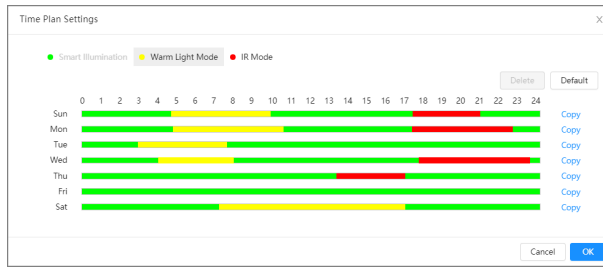 Time Plan Settings X
Smart Illumination Warm Light Mode IR Mode
Delete Default
0 1 2 3 4 5 6 7 8 9 10 11 12 13 14 15 16 17 18 19 20 21 22 23 24
Sun Copy
Mon Copy
Tue Copy
Wed Copy
Thu Copy
Fri Copy
Sat Copy
Cancel OK